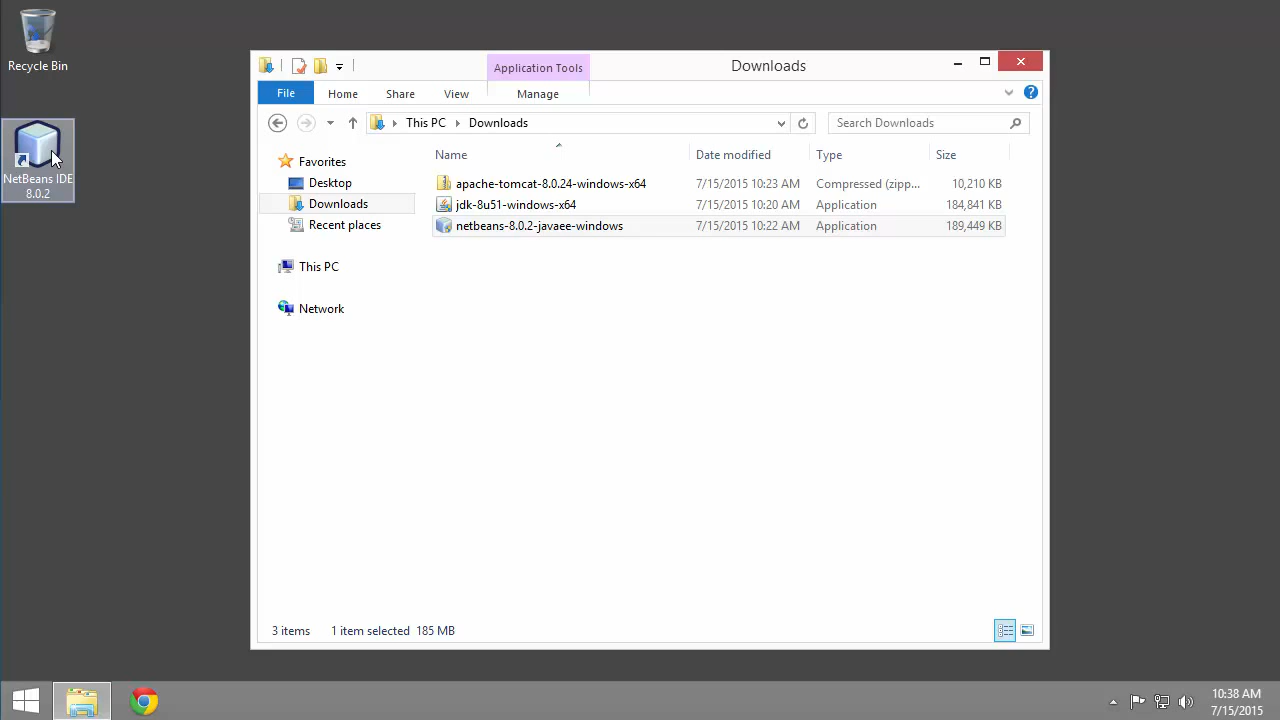 Recycle Bin
NetBeans IDE
8.0.2
Application Tools
Downloads
File
Home
Share
View
Manage
This PC
Downloads
Search Downloads
Favorites
Desktop
Downloads
Recent places
This PC
Network
Name
Date modified
Type
Size
apache-tomcat-8.0.24-windows-x64
7/15/2015 10:23 AM
Compressed (zipp...
10,210 KB
jdk-8u51-windows-x64
7/15/2015 10:20 AM
Application
184,841 KB
netbeans-8.0.2-javaee-windows
7/15/2015 10:22 AM
Application
189,449 KB
3 items
1 item selected 185 MB
10:38 AM
7/15/2015